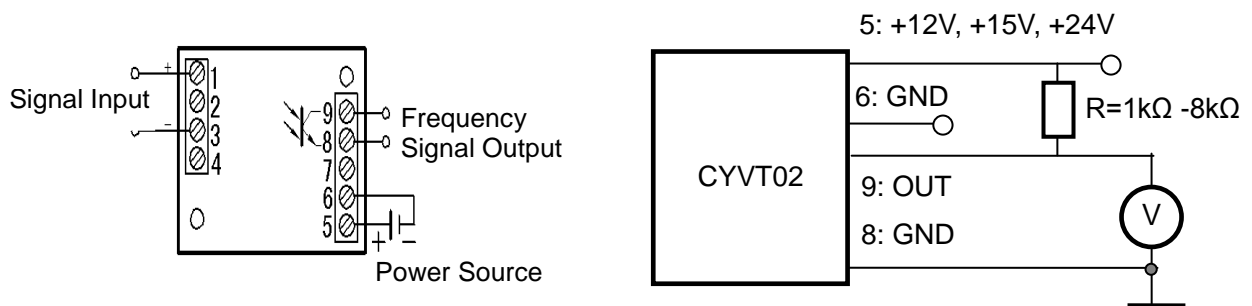 Signal Input
+
−
1
2
3
4
9
8
7
6
5
Frequency
Signal Output
+ −
Power Source
5: +12V, +15V, +24V
6: GND
R=1kΩ -8kΩ
CYVT02
9: OUT
8: GND
V